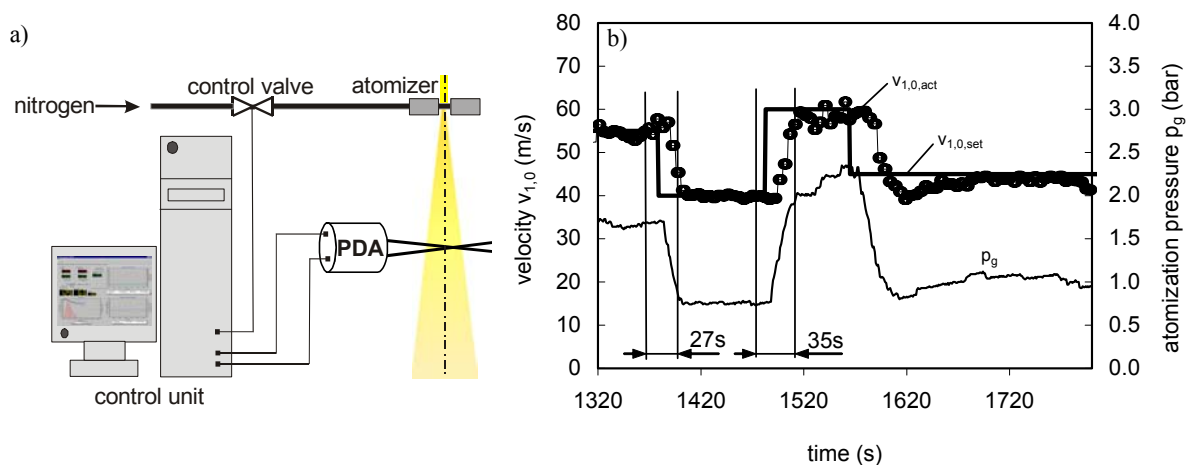 a)
nitrogen
control valve
atomizer
PDA
control unit
b)
velocity v1,0 (m/s)
80
70
60
50
40
30
20
10
0
v1,0,act
v1,0,set
pg
27s
35s
4.0
3.5
3.0
2.5
2.0
1.5
1.0
0.5
0.0
atomization pressure pg (bar)
1320
1420
1520
1620
1720
time (s)